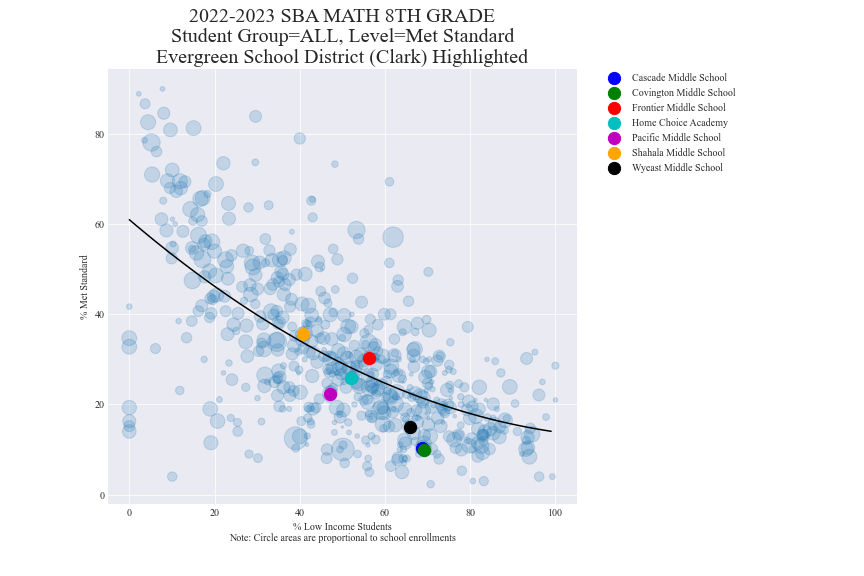 2022-2023 SBA MATH 8TH GRADE
Student Group=ALL, Level=Met Standard
Evergreen School District (Clark) Highlighted
Cascade Middle School
Covington Middle School
Frontier Middle School
Home Choice Academy
Pacific Middle School
Shahala Middle School
Wyeast Middle School
% Met Standard
80
60
40
20
0
0 20 40 60 80 100
% Low Income Students
Note: Circle areas are proportional to school enrollments